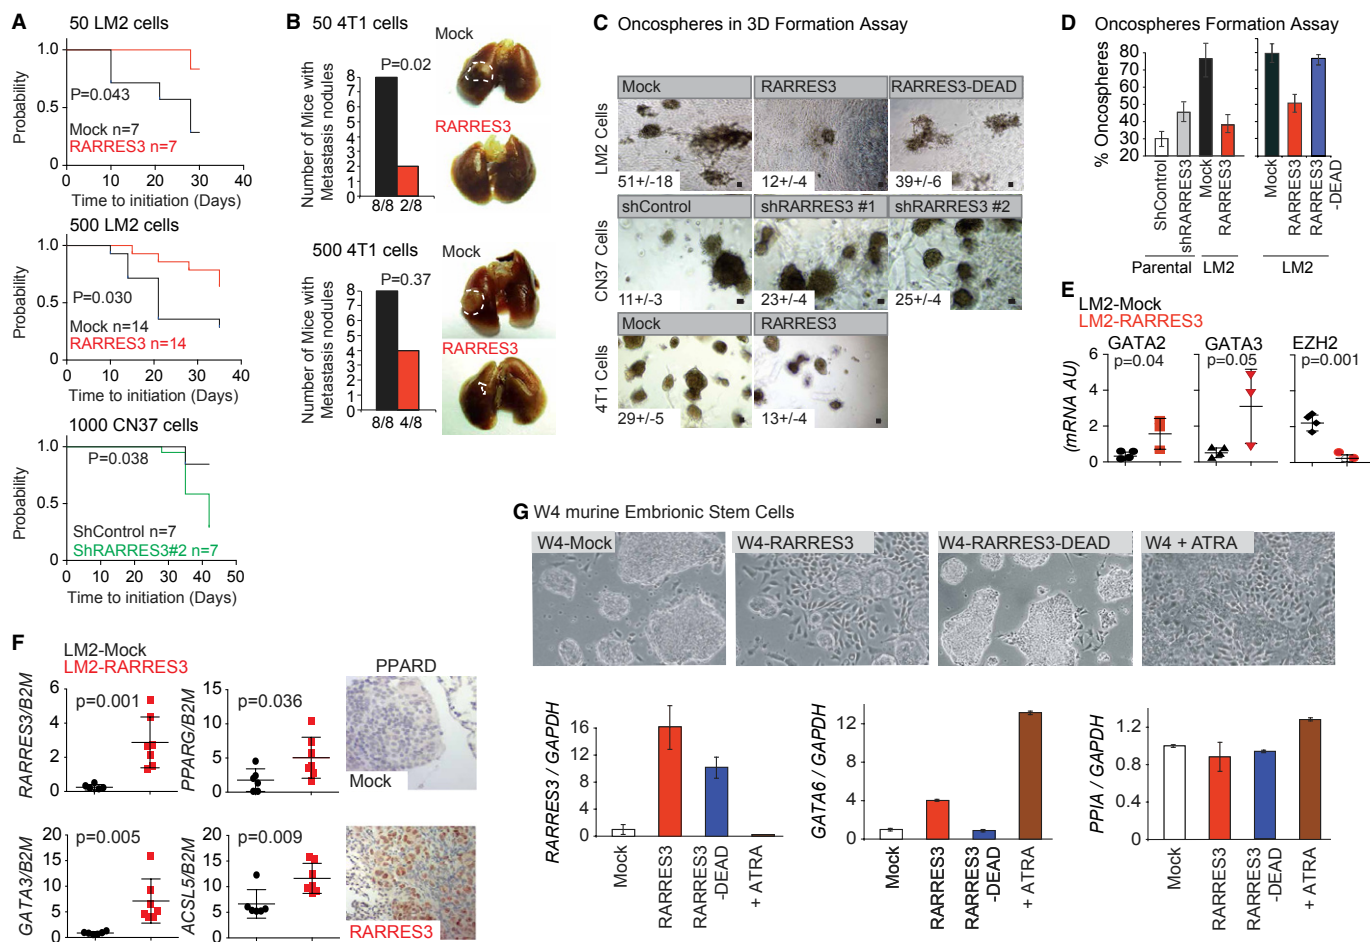 A
50 LM2 cells
Probability
1.0
0.5
0.0
P=0.043
Mock n=7
RARRES3 n=7
0 10 20 30 40
Time to initiation (Days)
500 LM2 cells
Probability
1.0
0.5
0.0
P=0.030
Mock n=14
RARRES3 n=14
0 10 20 30 40
Time to initiation (Days)
1000 CN37 cells
Probability
1.0
0.5
0.0
P=0.038
ShControl n=7
ShRARRES3#2 n=7
0 10 20 30 40 50
Time to initiation (Days)
B
50 4T1 cells
Number of Mice with
Metastasis nodules
8
7
6
5
4
3
2
1
0
P=0.02
8/8 2/8
Mock
RARRES3
500 4T1 cells
Number of Mice with
Metastasis nodules
8
7
6
5
4
3
2
1
0
P=0.37
8/8 4/8
Mock
RARRES3
C Oncospheres in 3D Formation Assay
LM2 Cells
Mock
51+/-18
RARRES3
12+/-4
RARRES3-DEAD
39+/-6
CN37 Cells
shControl
11+/-3
shRARRES3 #1
23+/-4
shRARRES3 #2
25+/-4
4T1 Cells
Mock
29+/-5
RARRES3
13+/-4
D
Oncospheres Formation Assay
% Oncospheres
80
70
60
50
40
30
20
ShControl
shRARRES3
Mock
RARRES3
Mock
RARRES3
RARRES3
-DEAD
Parental LM2 LM2
E
LM2-Mock
LM2-RARRES3
(mRNA AU)
6
4
2
0
GATA2
p=0.04
GATA3
p=0.05
EZH2
p=0.001
F
LM2-Mock
LM2-RARRES3
RARRES3/B2M
6
4
2
0
p=0.001
PPARG/B2M
15
10
5
0
p=0.036
PPARD
Mock
GATA3/B2M
20
15
10
5
0
p=0.005
ACSL5/B2M
20
15
10
5
0
p=0.009
RARRES3
G W4 murine Embrionic Stem Cells
W4-Mock
W4-RARRES3
W4-RARRES3-DEAD
W4 + ATRA
RARRES3 / GAPDH
16
12
8
4
0
Mock
RARRES3
RARRES3
-DEAD
+ ATRA
GATA6 / GAPDH
12
8
4
0
Mock
RARRES3
RARRES3
-DEAD
+ ATRA
PPIA / GAPDH
1.2
0.8
0.4
0
Mock
RARRES3
RARRES3
-DEAD
+ ATRA